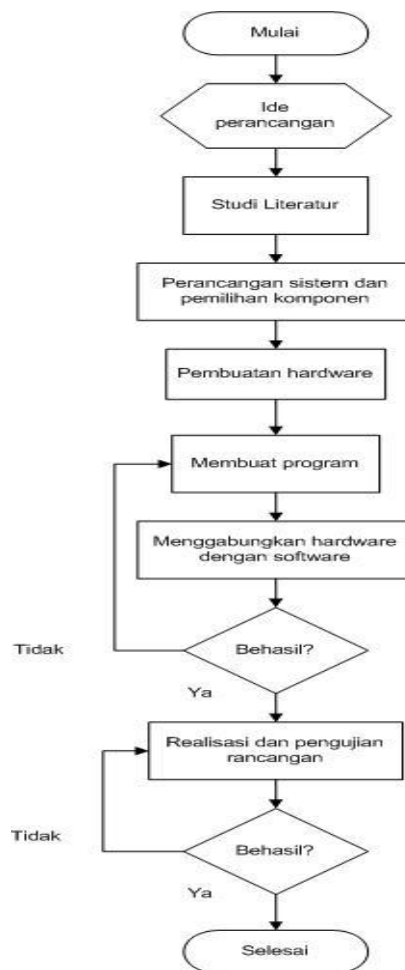 Mulai
Ide
perancangan
Studi Literatur
Perancangan sistem dan
pemilihan komponen
Pembuatan hardware
Membuat program
Menggabungkan hardware
dengan software
Tidak
Behasil?
Ya
Realisasi dan pengujian
rancangan
Tidak
Behasil?
Ya
Selesai